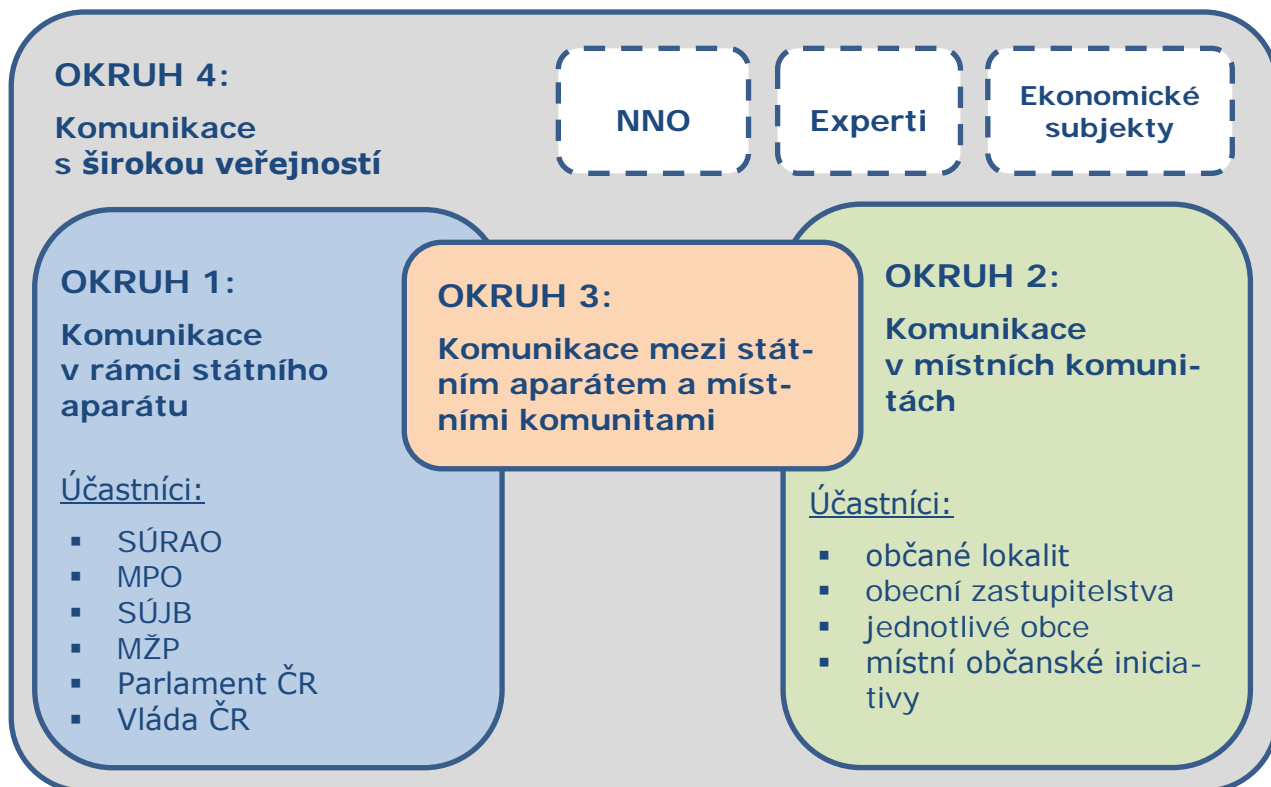 OKRUH 4:
Komunikace
s širokou veřejností
NNO
Experti
Ekonomické
subjekty
OKRUH 1:
Komunikace
v rámci státního
aparátu
Účastníci:
▪ SÚRAO
▪ MPO
▪ SÚJB
▪ MŽP
▪ Parlament ČR
▪ Vláda ČR
OKRUH 3:
Komunikace mezi stát-
ním aparátem a míst-
ními komunitami
OKRUH 2:
Komunikace
v místních komuni-
tách
Účastníci:
▪ občané lokalit
▪ obecní zastupitelstva
▪ jednotlivé obce
▪ místní občanské inicia-
tivy